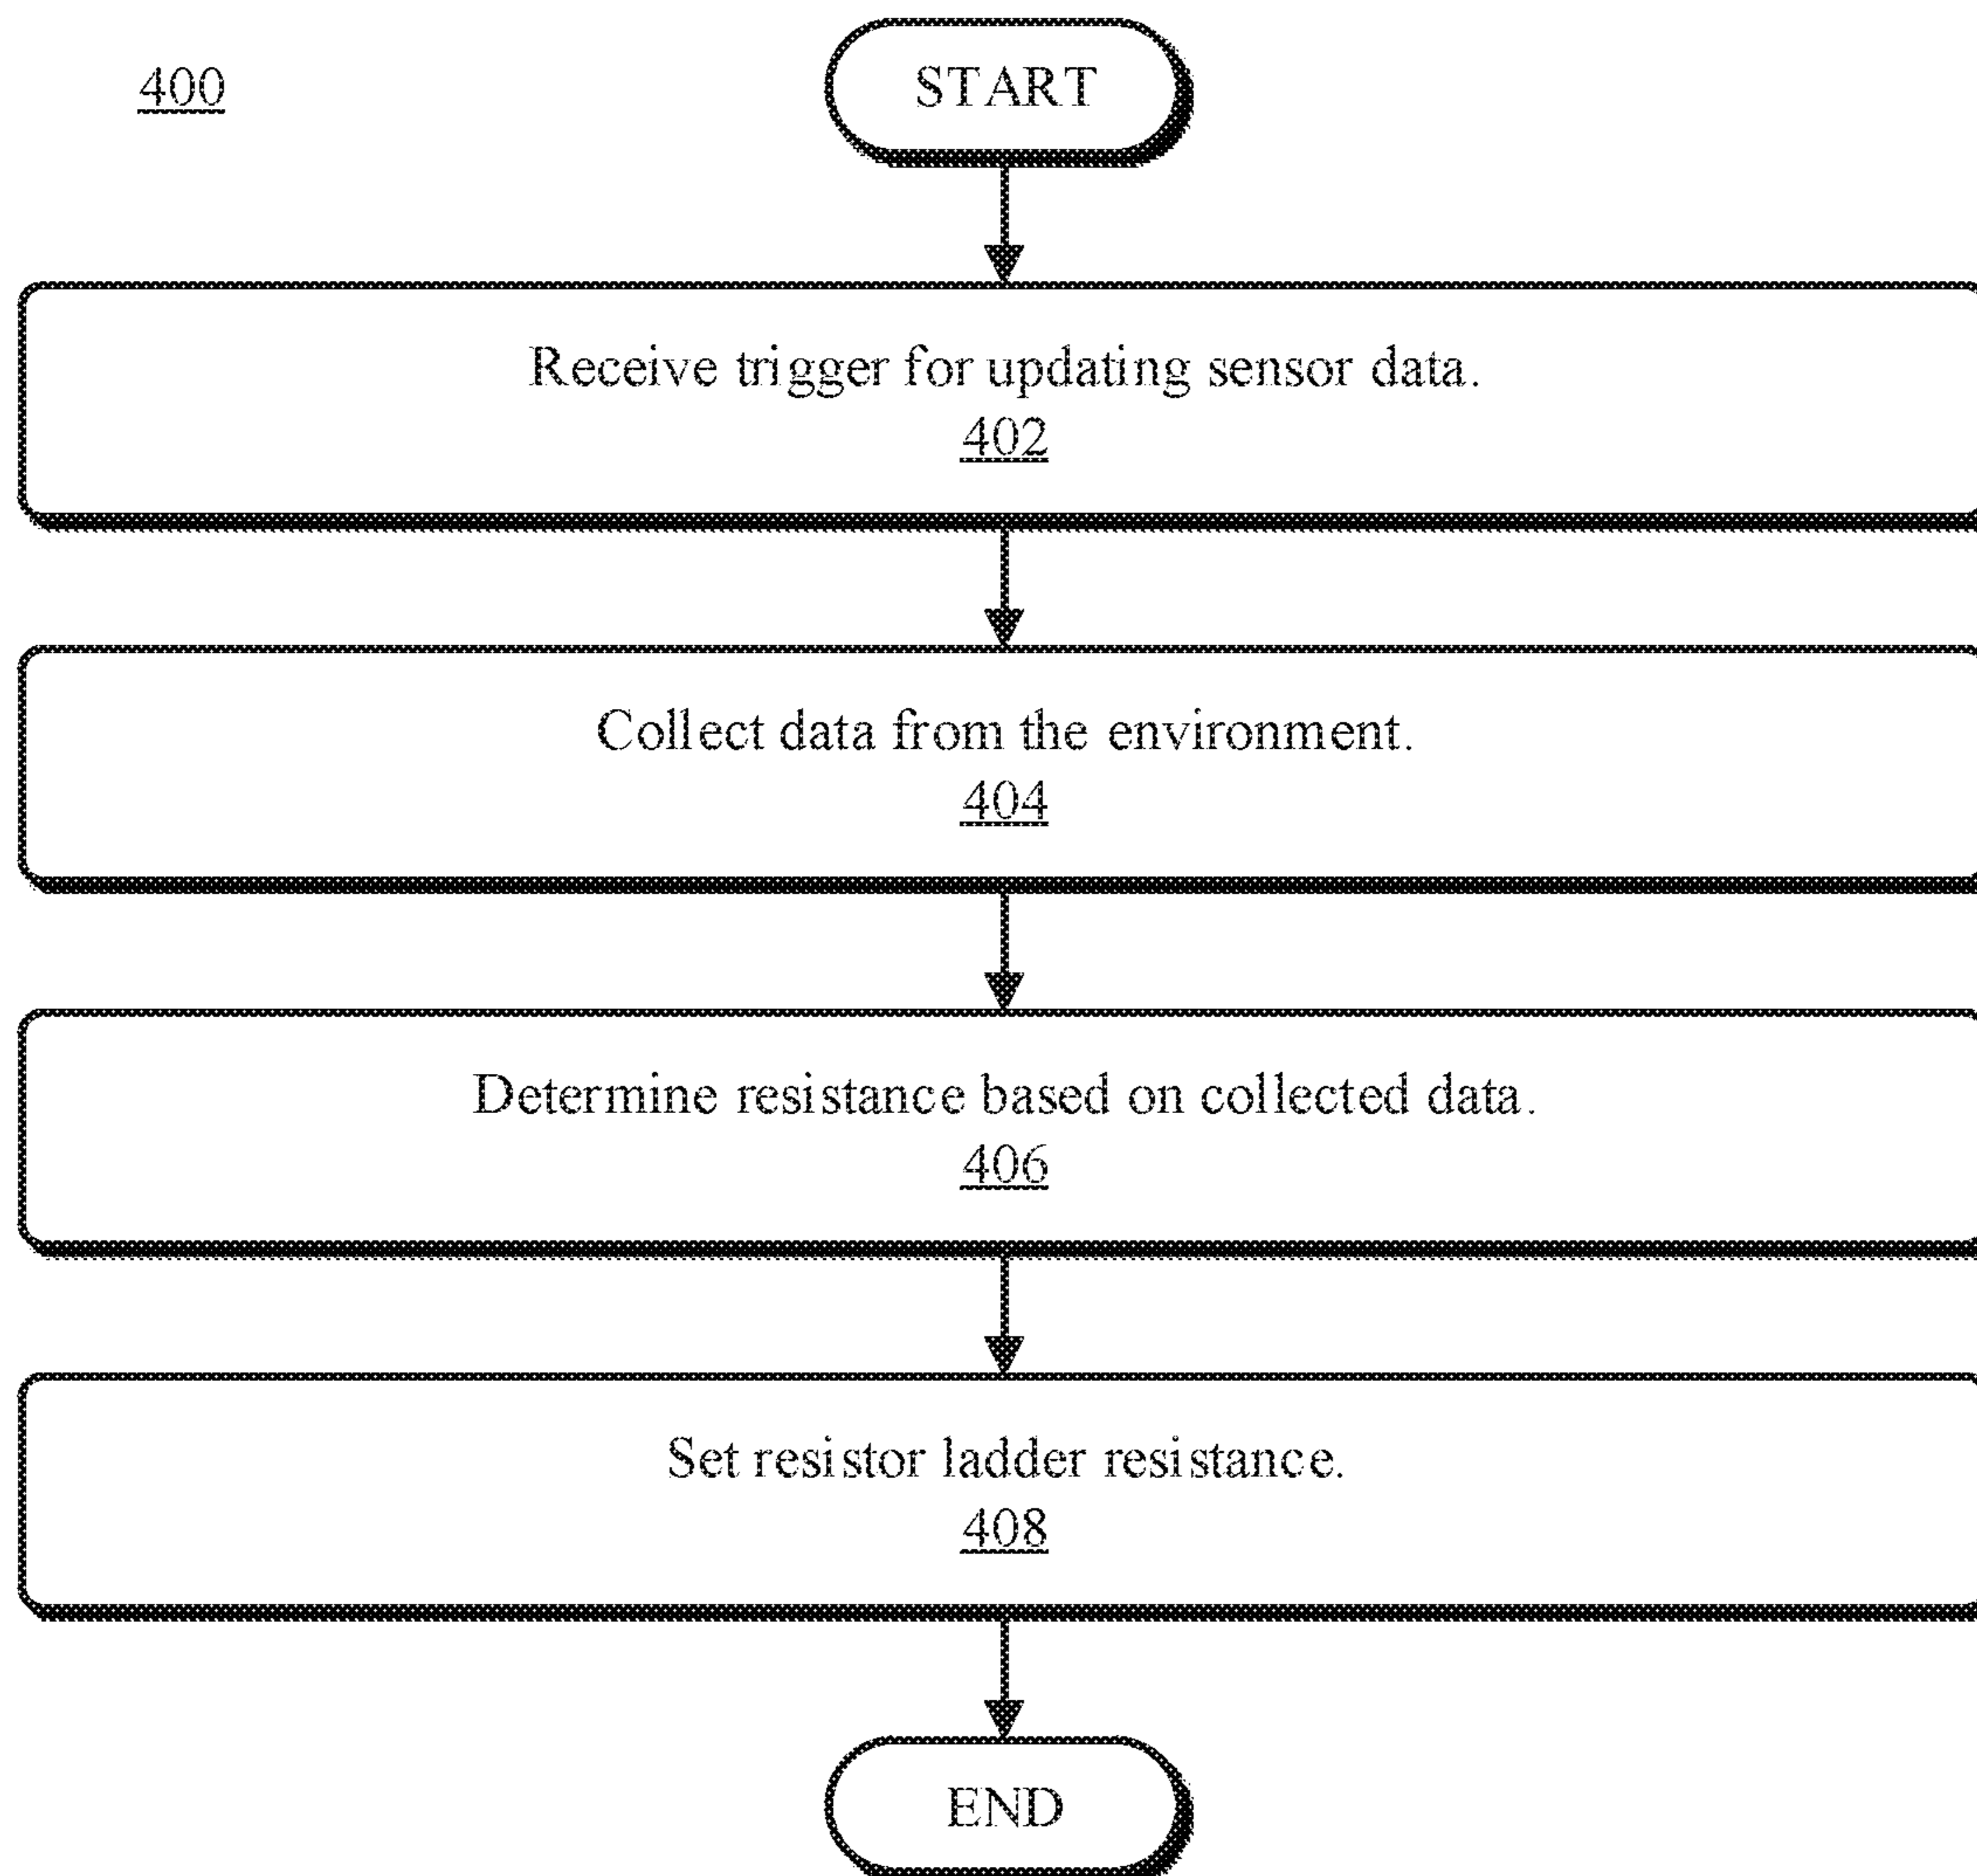 400
START
Receive trigger for updating sensor data.
402
Collect data from the environment.
404
Determine resistance based on collected data.
406
Set resistor ladder resistance.
408
END